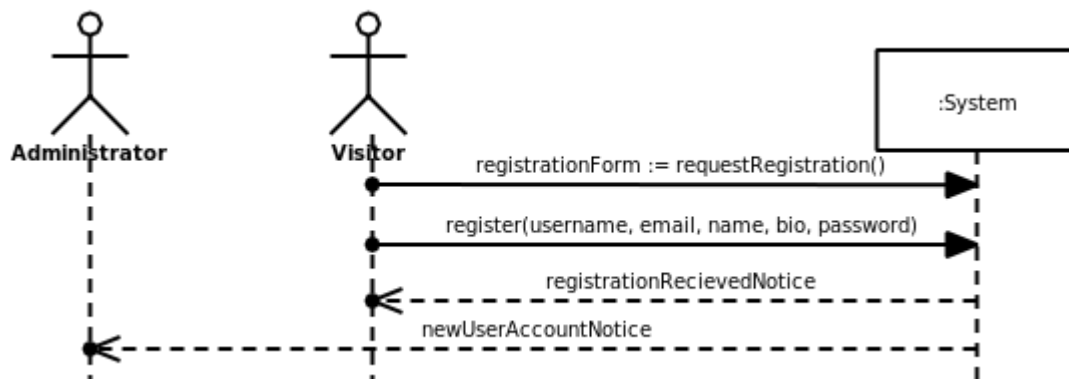 :System
Administrator
Visitor
registrationForm := requestRegistration()
register(username, email, name, bio, password)
registrationRecievedNotice
newUserAccountNotice